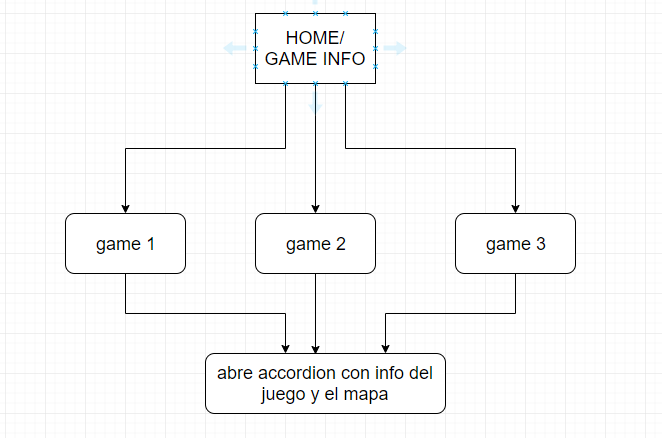 HOME/
GAME INFO
game 1
game 2
game 3
abre accordion con info del
juego y el mapa